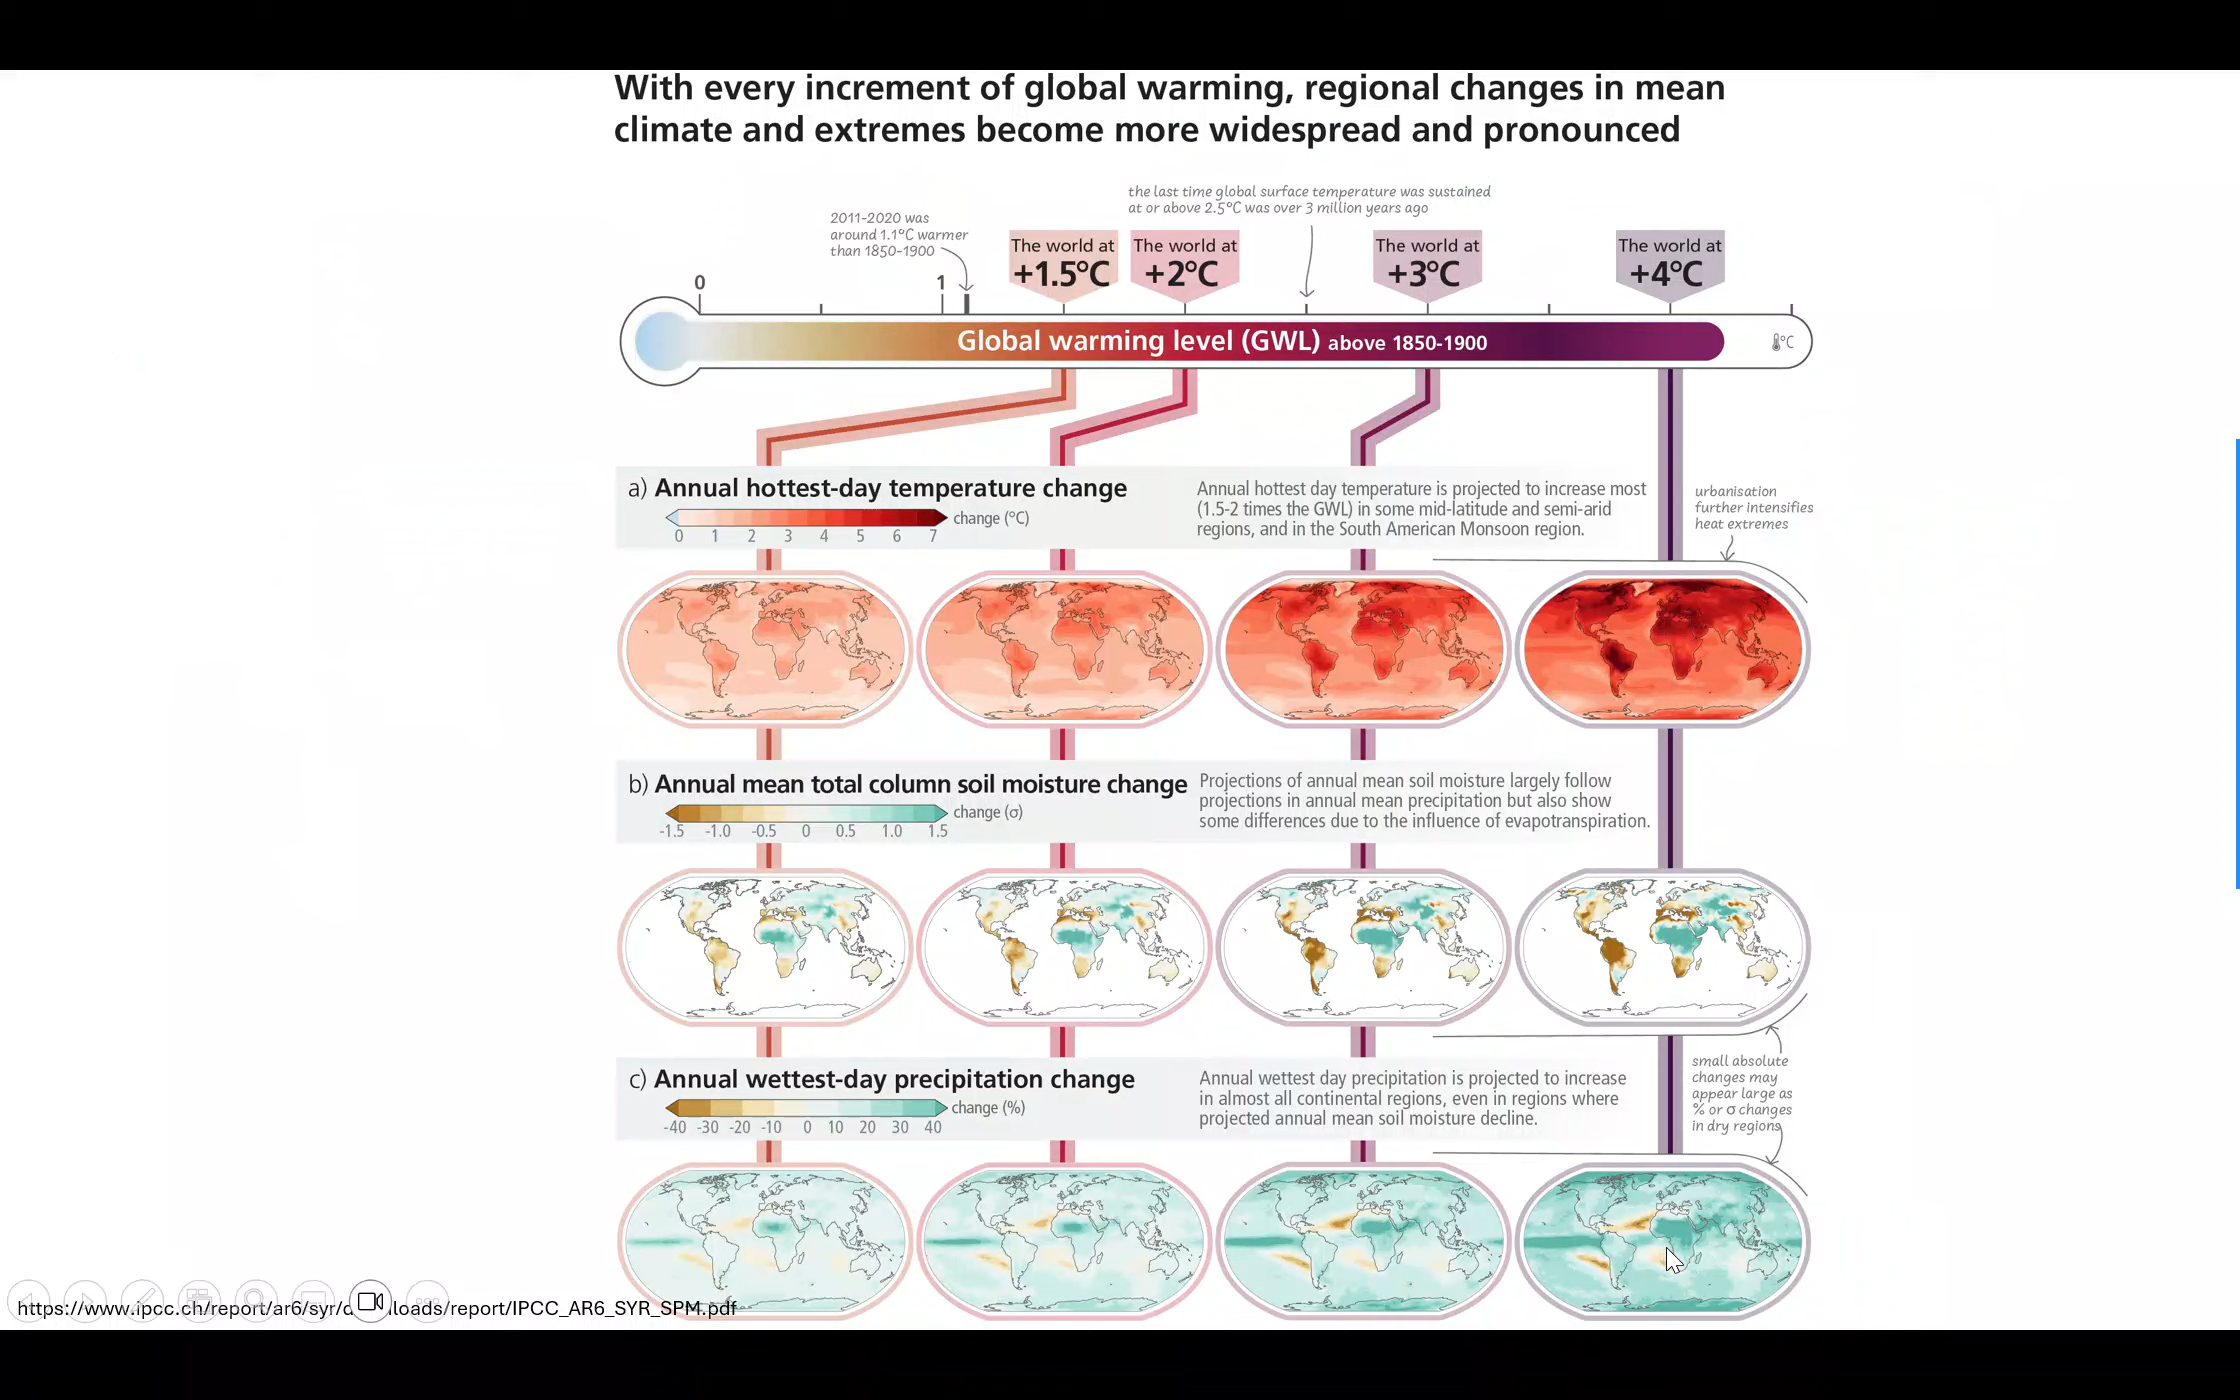 With every increment of global warming, regional changes in mean
climate and extremes become more widespread and pronounced
the last time global surface temperature was sustained
at or above 2.5°C was over 3 million years ago
2011-2020 was
around 1.1°C warmer
than 1850-1900
The world at
+1.5°C
The world at
+2°C
The world at
+3°C
The world at
+4°C
0
1
Global warming level (GWL) above 1850-1900
°C
a) Annual hottest-day temperature change
change (°C)
0 1 2 3 4 5 6 7
Annual hottest day temperature is projected to increase most
(1.5-2 times the GWL) in some mid-latitude and semi-arid
regions, and in the South American Monsoon region.
urbanisation
further intensifies
heat extremes
b) Annual mean total column soil moisture change
change (σ)
-1.5 -1.0 -0.5 0 0.5 1.0 1.5
Projections of annual mean soil moisture largely follow
projections in annual mean precipitation but also show
some differences due to the influence of evapotranspiration.
c) Annual wettest-day precipitation change
change (%)
-40 -30 -20 -10 0 10 20 30 40
Annual wettest day precipitation is projected to increase
in almost all continental regions, even in regions where
projected annual mean soil moisture decline.
small absolute
changes may
appear large as
% or σ changes
in dry regions
https://www.ipcc.ch/report/ar6/syr/ loads/report/IPCC_AR6_SYR_SPM.pdf